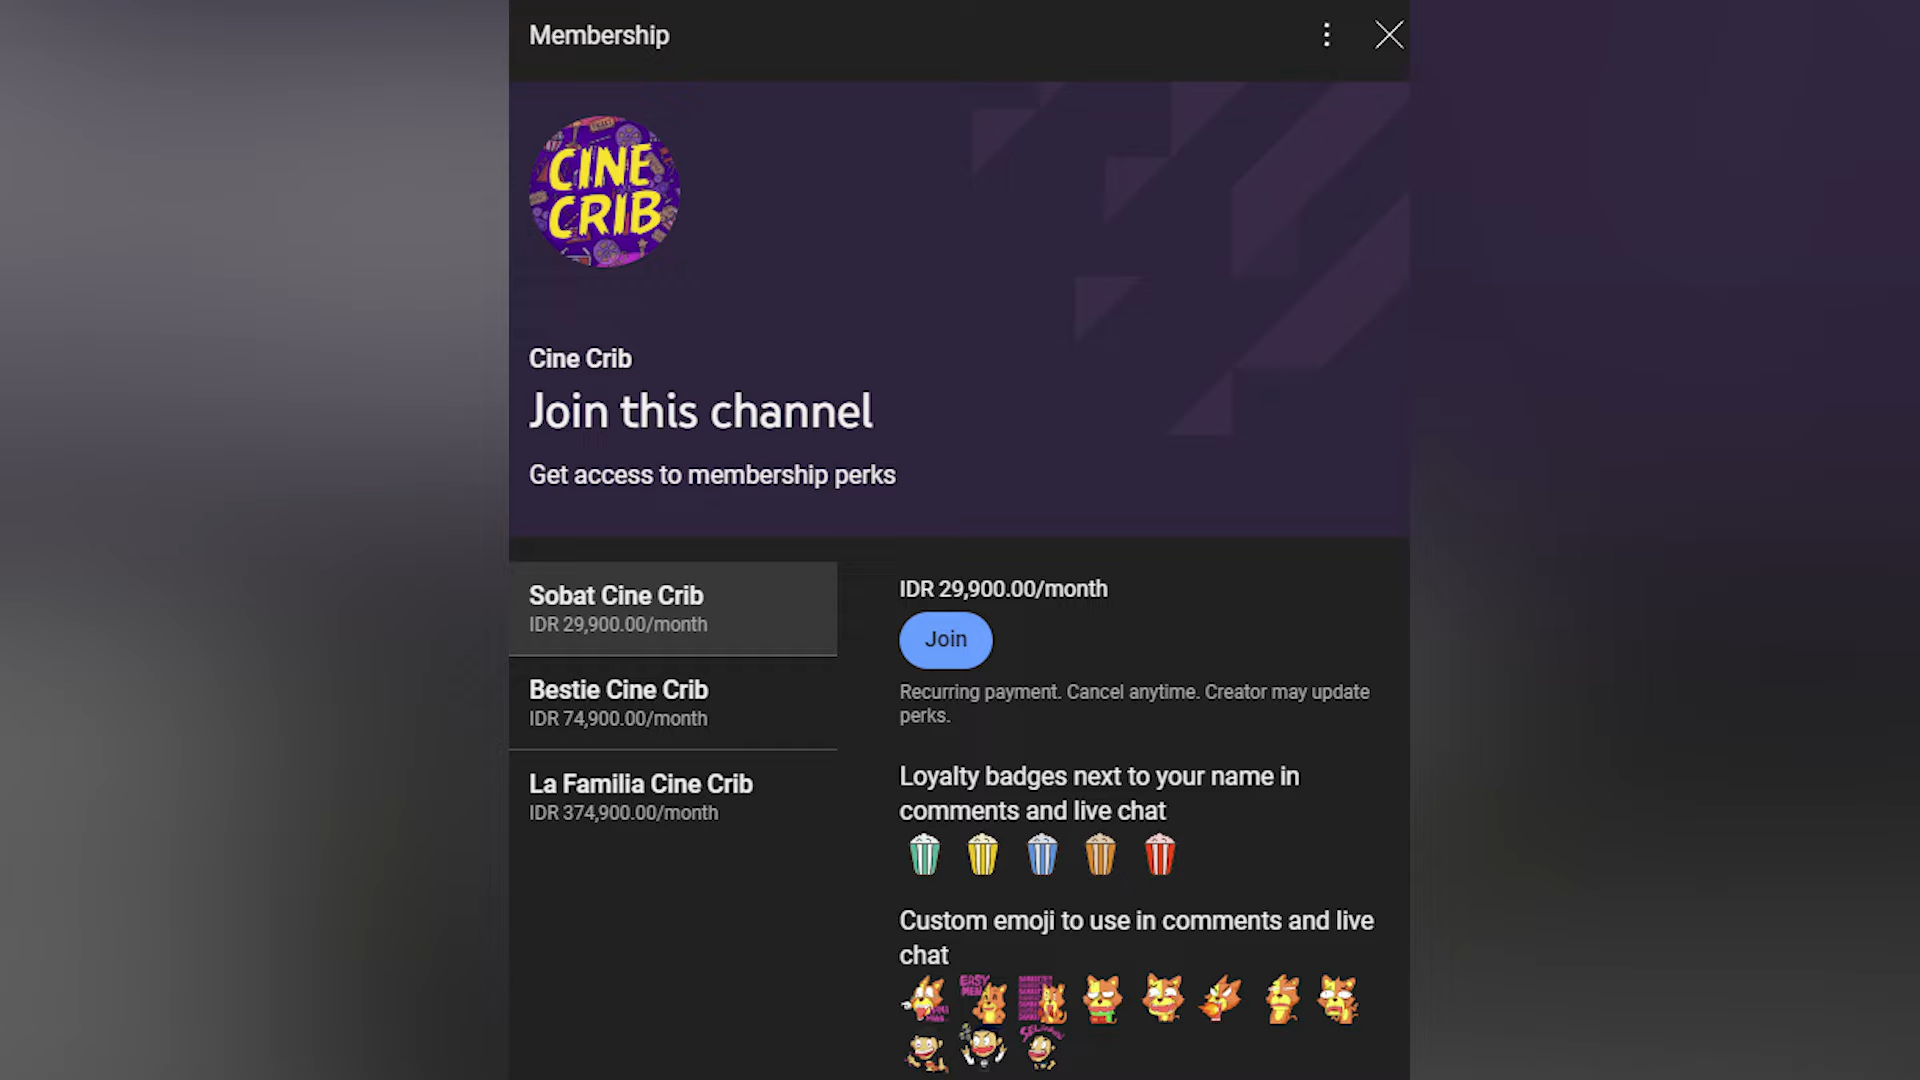 Membership
CINE
CRIB
Cine Crib
Join this channel
Get access to membership perks
Sobat Cine Crib
IDR 29,900.00/month
Bestie Cine Crib
IDR 74,900.00/month
La Familia Cine Crib
IDR 374,900.00/month
IDR 29,900.00/month
Join
Recurring payment. Cancel anytime. Creator may update
perks.
Loyalty badges next to your name in
comments and live chat
Custom emoji to use in comments and live
chat
EASY
MEN